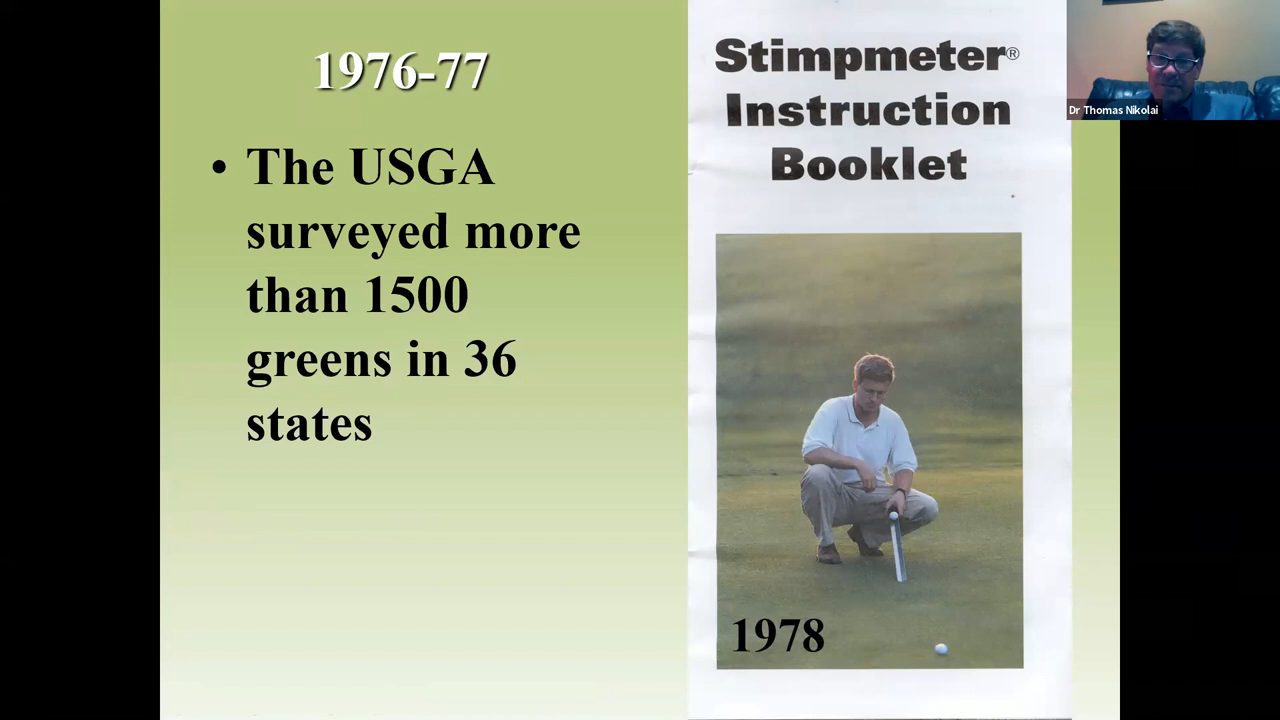 1976-77
• The USGA
surveyed more
than 1500
greens in 36
states
Stimpmeter®
Instruction
Booklet
1978
Dr Thomas Nikolai